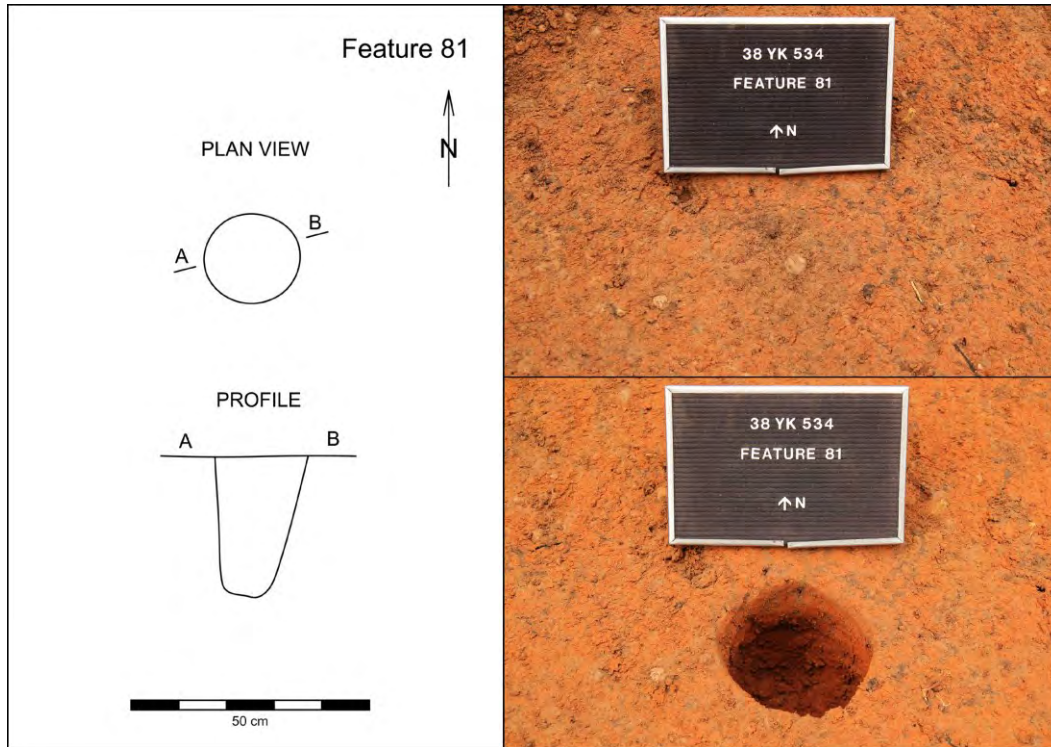 Feature 81
N
PLAN VIEW
A
B
PROFILE
A
B
50 cm
38 YK 534
FEATURE 81
↑N
38 YK 534
FEATURE 81
↑N